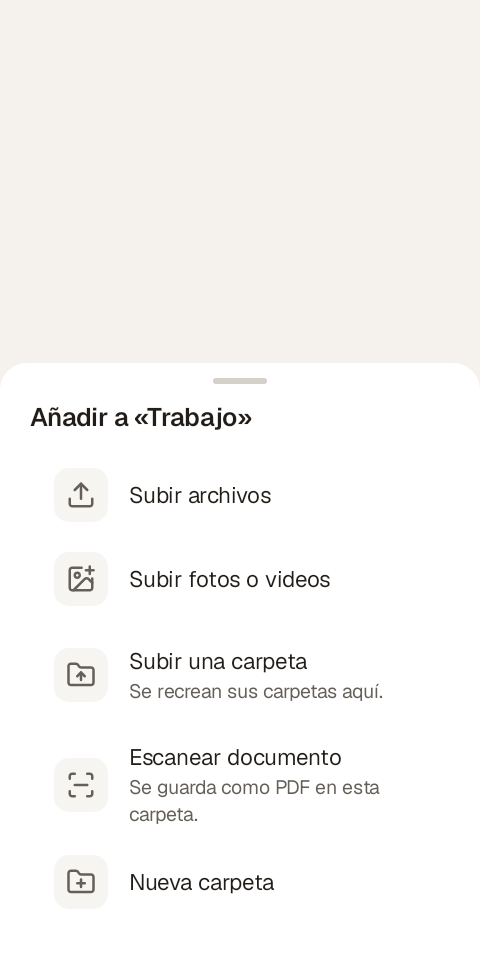 Añadir a «Trabajo»
Subir archivos
Subir fotos o videos
Subir una carpeta
Se recrean sus carpetas aquí.
Escanear documento
Se guarda como PDF en esta
carpeta.
Nueva carpeta